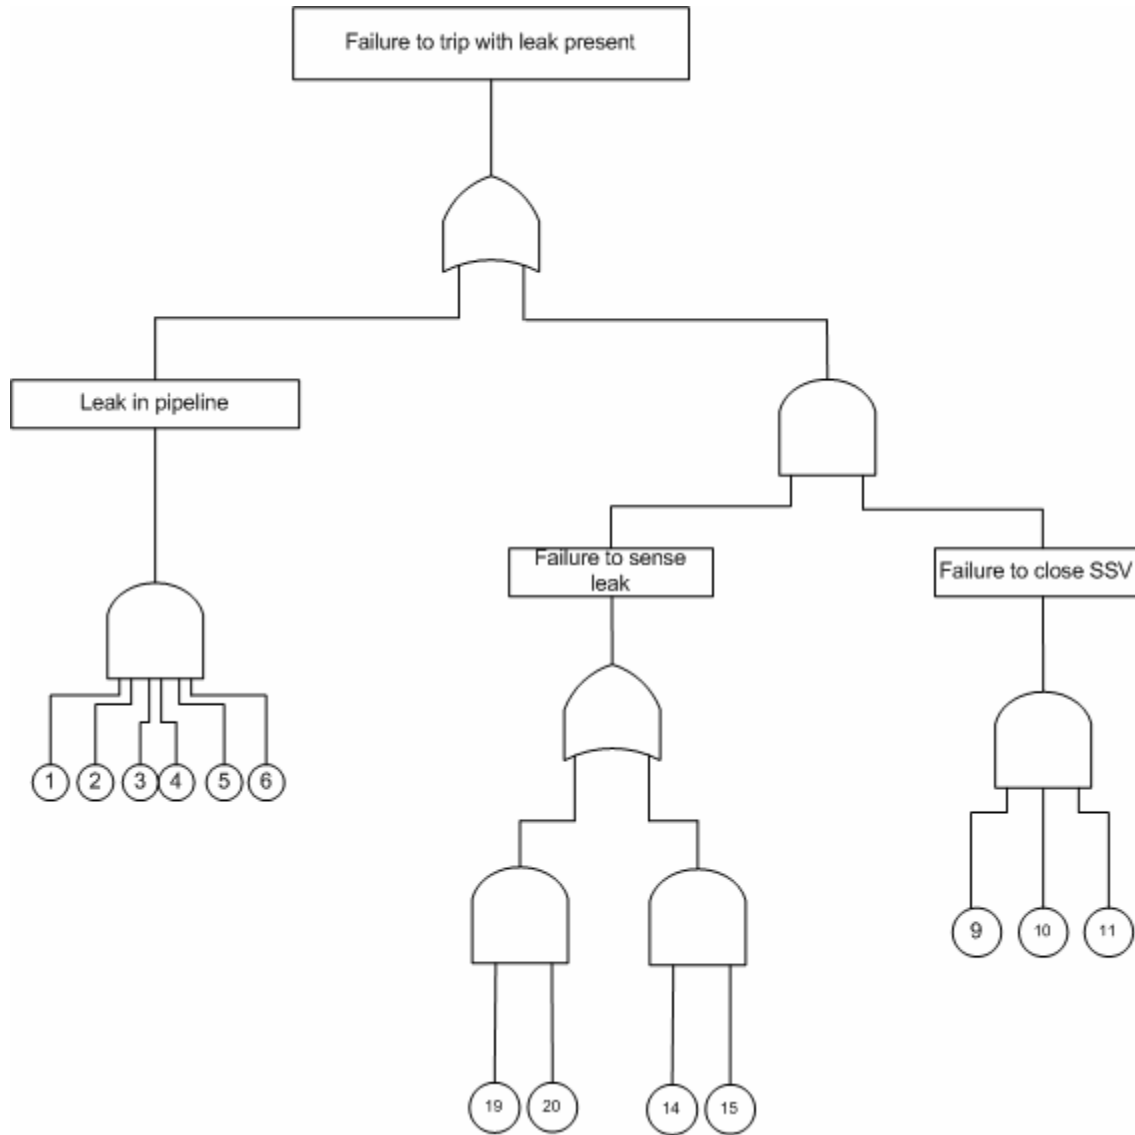 Failure to trip with leak present
Leak in pipeline
Failure to sense
leak
Failure to close SSV
1 2 3 4 5 6
9 10 11
19 20 14 15